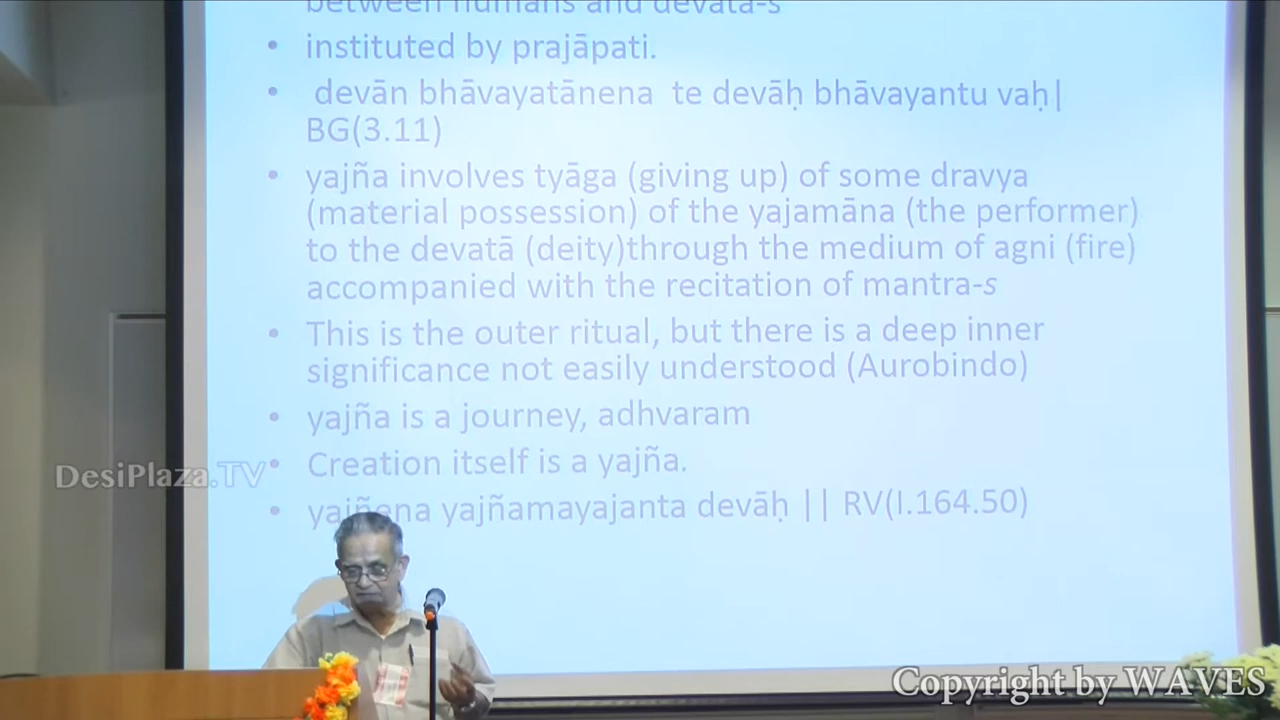 between humans and devatā-s
• instituted by prajāpati.
• devān bhāvayatānena te devāḥ bhāvayantu vaḥ|
BG(3.11)
• yajña involves tyāga (giving up) of some dravya
(material possession) of the yajamāna (the performer)
to the devatā (deity)through the medium of agni (fire)
accompanied with the recitation of mantra-s
• This is the outer ritual, but there is a deep inner
significance not easily understood (Aurobindo)
• yajña is a journey, adhvaram
• Creation itself is a yajña.
• yajñena yajñamayajanta devāḥ || RV(I.164.50)
DesiPlaza.TV
Copyright by WAVES